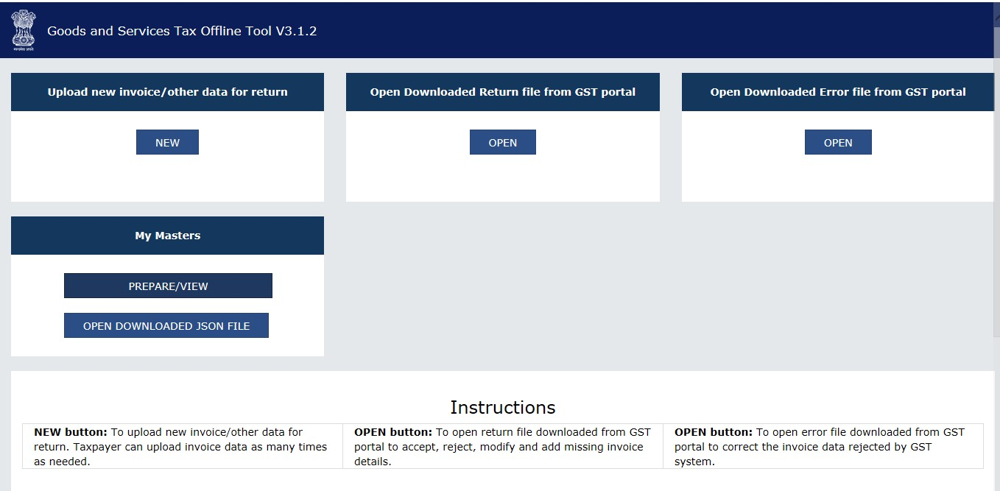 Goods and Services Tax Offline Tool V3.1.2
Upload new invoice/other data for return
NEW
Open Downloaded Return file from GST portal
OPEN
Open Downloaded Error file from GST portal
OPEN
My Masters
PREPARE/VIEW
OPEN DOWNLOADED JSON FILE
Instructions
NEW button: To upload new invoice/other data for
return. Taxpayer can upload invoice data as many times
as needed.
OPEN button: To open return file downloaded from GST
portal to accept, reject, modify and add missing invoice
details.
OPEN button: To open error file downloaded from GST
portal to correct the invoice data rejected by GST
system.